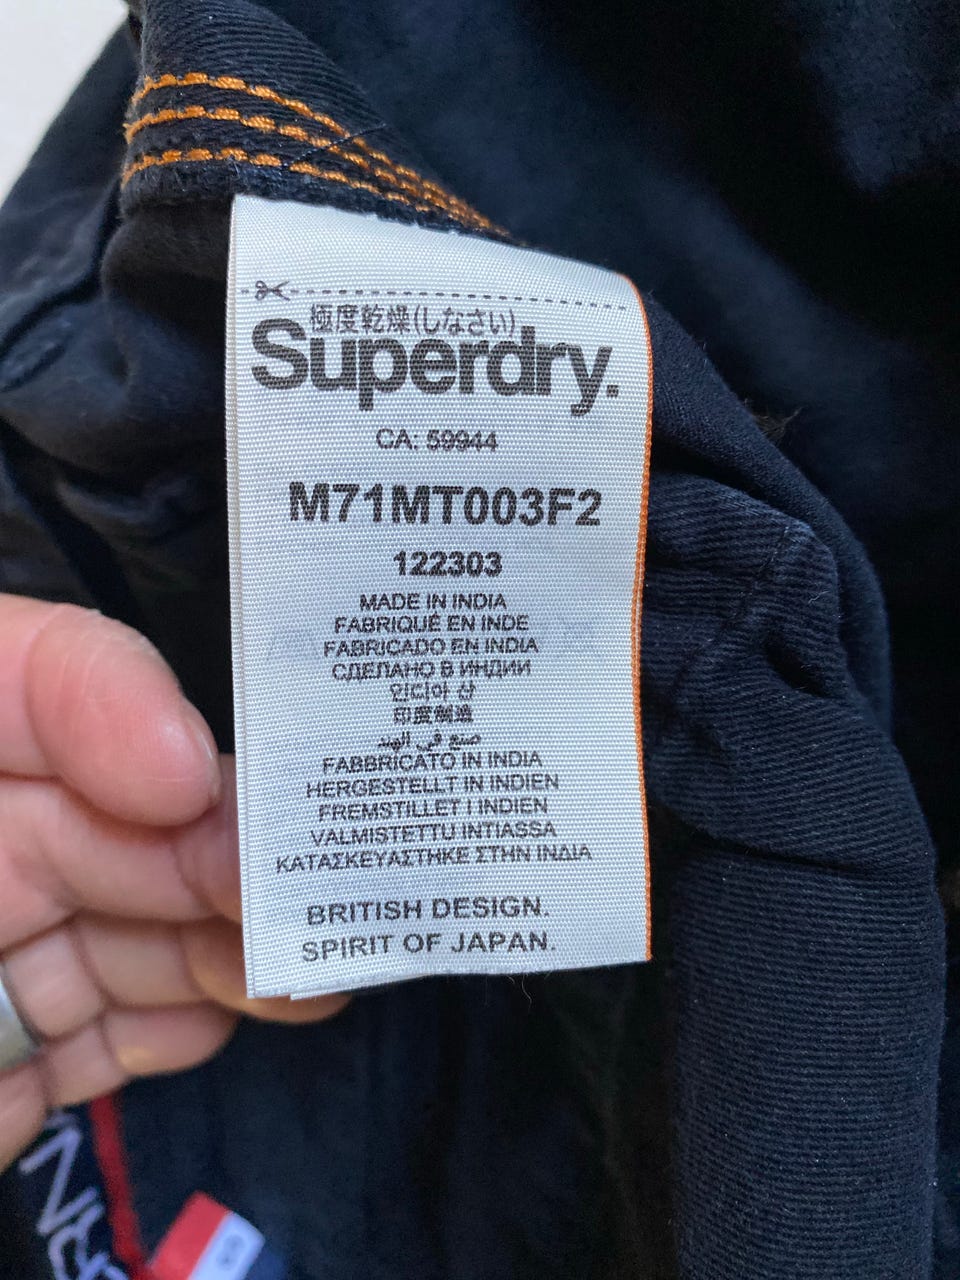 極度乾燥(しなさい)
Superdry.
CA: 59944
M71MT003F2
122303
MADE IN INDIA
FABRIQUÉ EN INDE
FABRICADO EN INDIA
СДЕЛАНО В ИНДИИ
인디아 산
印度制造
صنع في الهند
FABBRICATO IN INDIA
HERGESTELLT IN INDIEN
FREMSTILLET I INDIEN
VALMISTETTU INTIASSA
ΚΑΤΑΣΚΕΥΑΣΤΗΚΕ ΣΤΗΝ ΙΝΔΙΑ
BRITISH DESIGN.
SPIRIT OF JAPAN.